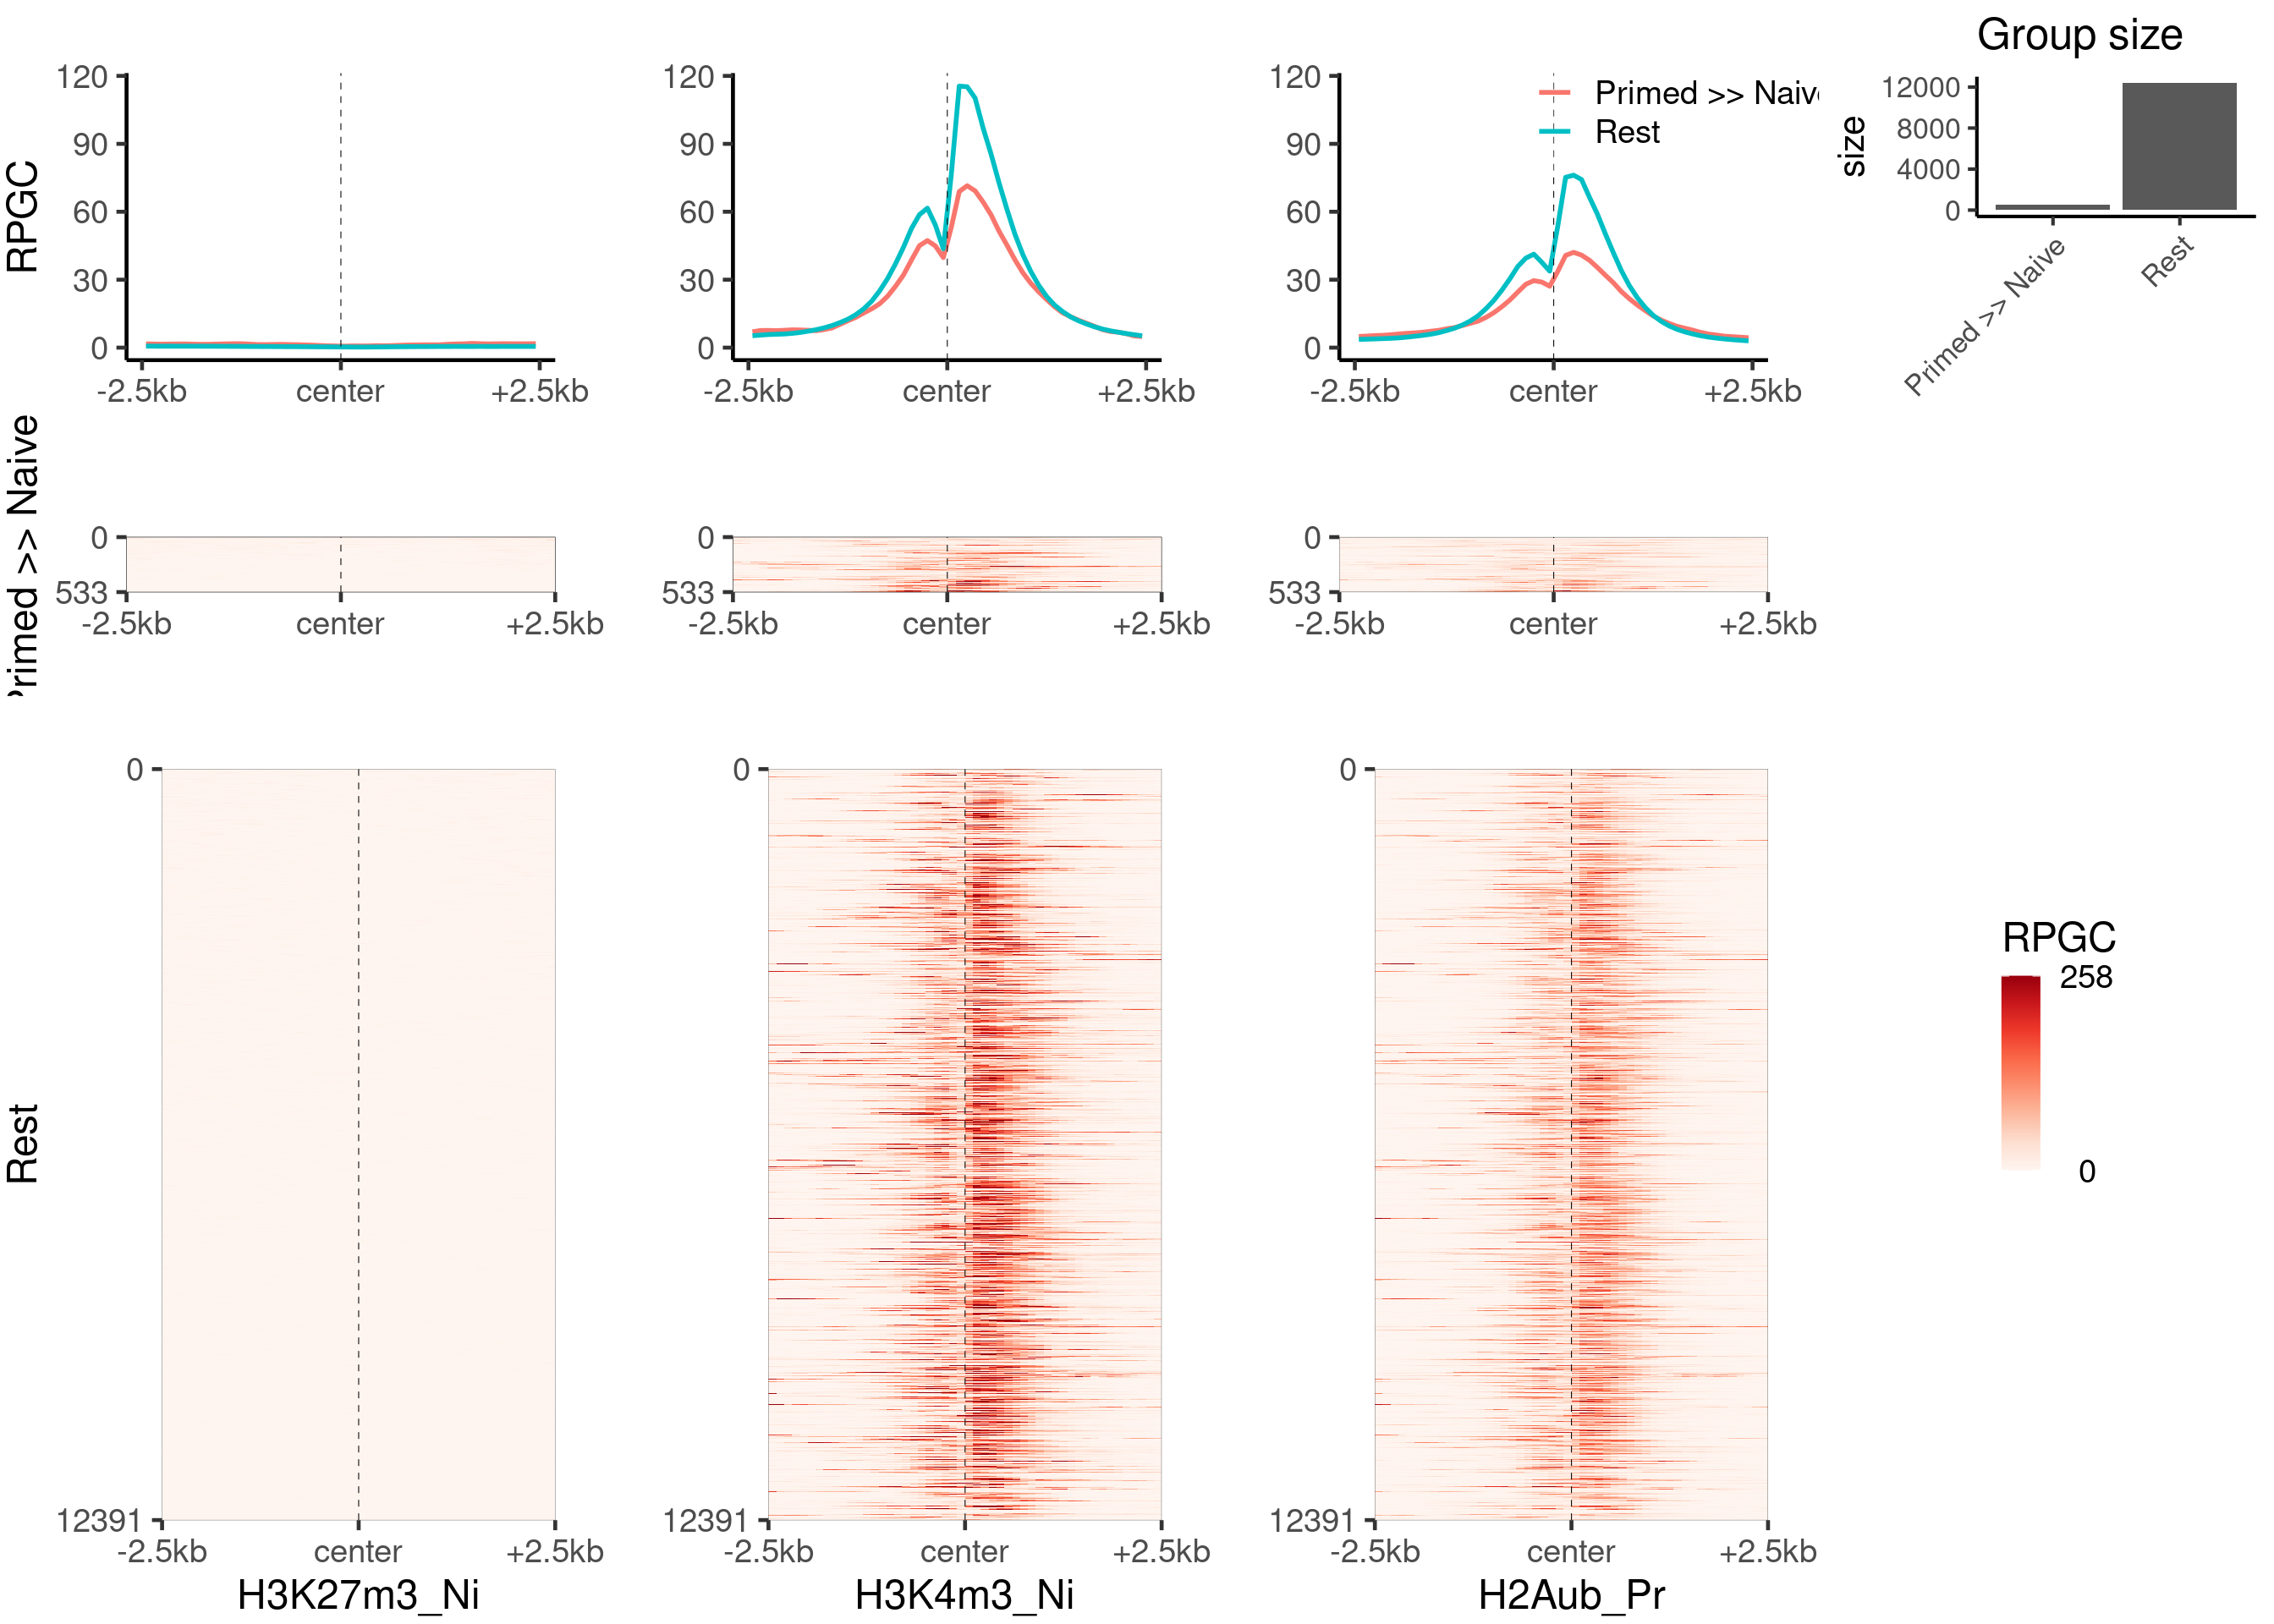 Group size
120
90
60
30
0
RPGC
-2.5kb center +2.5kb
120
90
60
30
0
-2.5kb center +2.5kb
120
90
60
30
0
-2.5kb center +2.5kb
Primed >> Naiv
Rest
12000
8000
4000
0
size
Primed >> Naive
Rest
Primed >> Naive
0
533
-2.5kb center +2.5kb
0
533
-2.5kb center +2.5kb
0
533
-2.5kb center +2.5kb
Rest
0
12391
-2.5kb center +2.5kb
H3K27m3_Ni
0
12391
-2.5kb center +2.5kb
H3K4m3_Ni
0
12391
-2.5kb center +2.5kb
H2Aub_Pr
RPGC
258
0